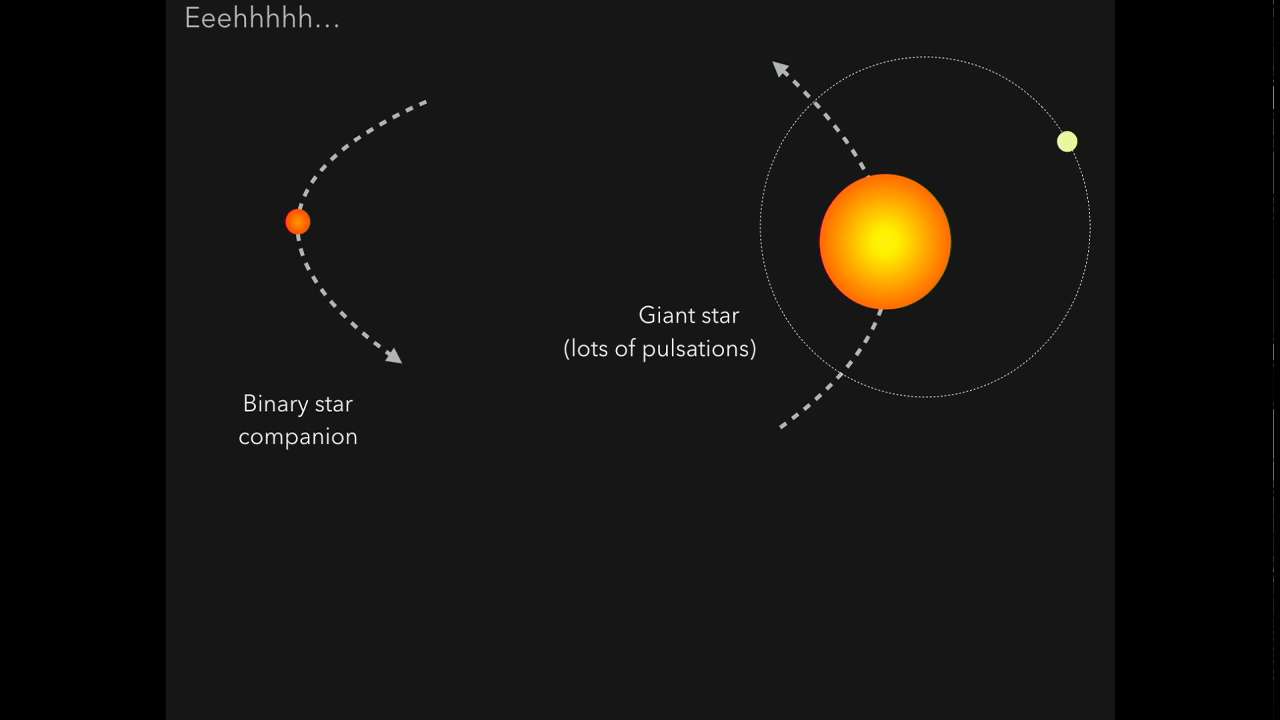 Eeehhhhh…
Giant star
(lots of pulsations)
Binary star
companion